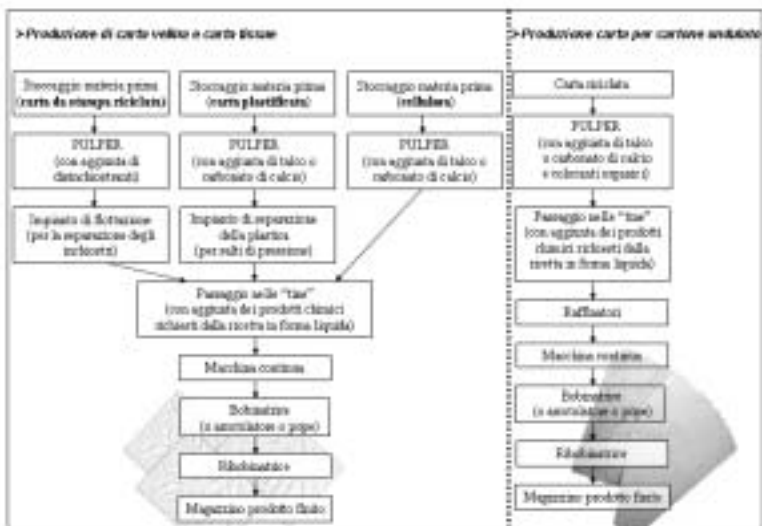 >Produzione di carta velina e carta tissue
Stoccaggio materia prima
(carta da stampa riciclata)
Stoccaggio materia prima
(carta plastificata)
Stoccaggio materia prima
(cellulosa)
PULPER
(con aggiunta di
disinchiostranti)
PULPER
(con aggiunta di talco o
carbonato di calcio)
PULPER
(con aggiunta di talco o
carbonato di calcio)
Impianto di flottazione
(per la separazione degli
inchiostri)
Impianto di separazione
della plastica
(per salti di pressione)
Passaggio nelle “tine”
(con aggiunta dei prodotti chimici
richiesti dalla ricetta in forma liquida)
Macchina continua
Bobinatrice
(o arrotolatore o pope)
Ribobinatrice
Magazzino prodotto finito
>Produzione carta per cartone ondulato
Carta riciclata
PULPER
(con aggiunta di talco
o carbonato di calcio
e coloranti organici)
Passaggio nelle “tine”
(con aggiunta dei prodotti
chimici richiesti dalla
ricetta in forma liquida)
Raffinatori
Macchina continua
Bobinatrice
(o arrotolatore o pope)
Ribobinatrice
Magazzino prodotto finito